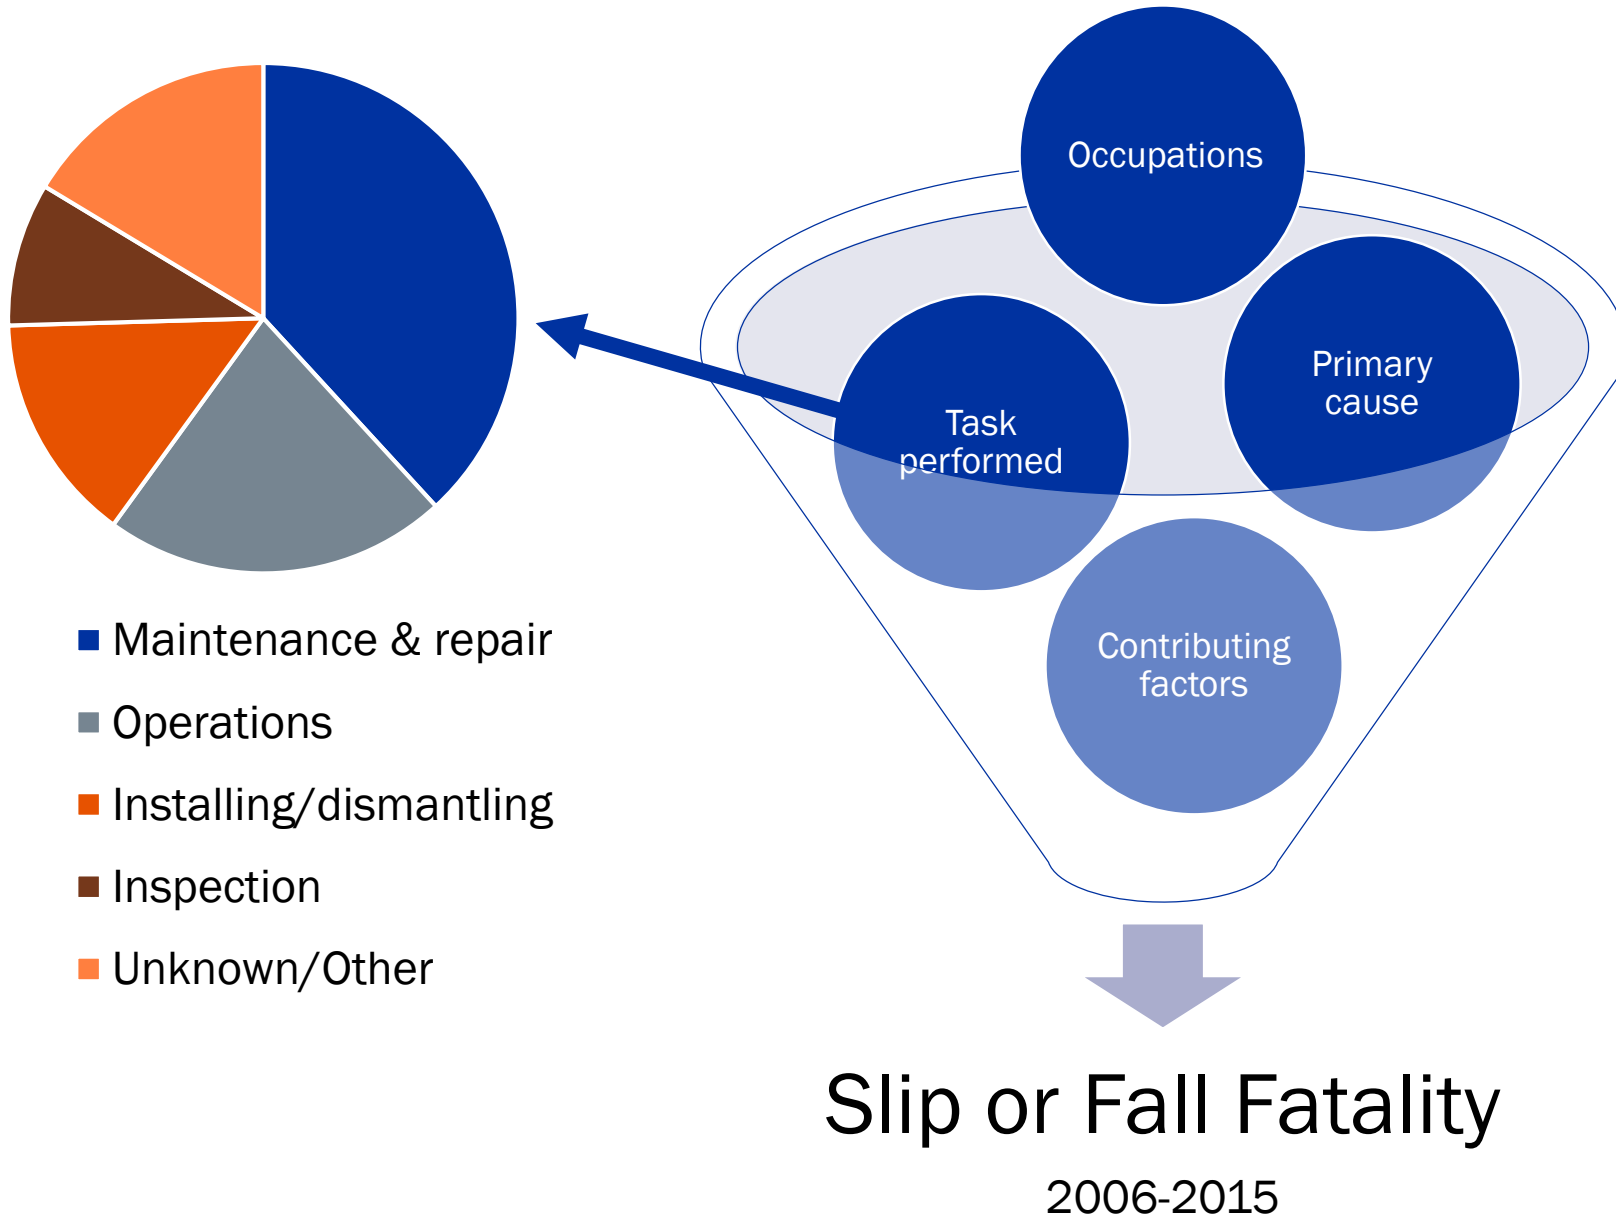 Occupations
Primary
cause
Task
performed
Contributing
factors
Maintenance & repair
Operations
Installing/dismantling
Inspection
Unknown/Other
Slip or Fall Fatality
2006-2015